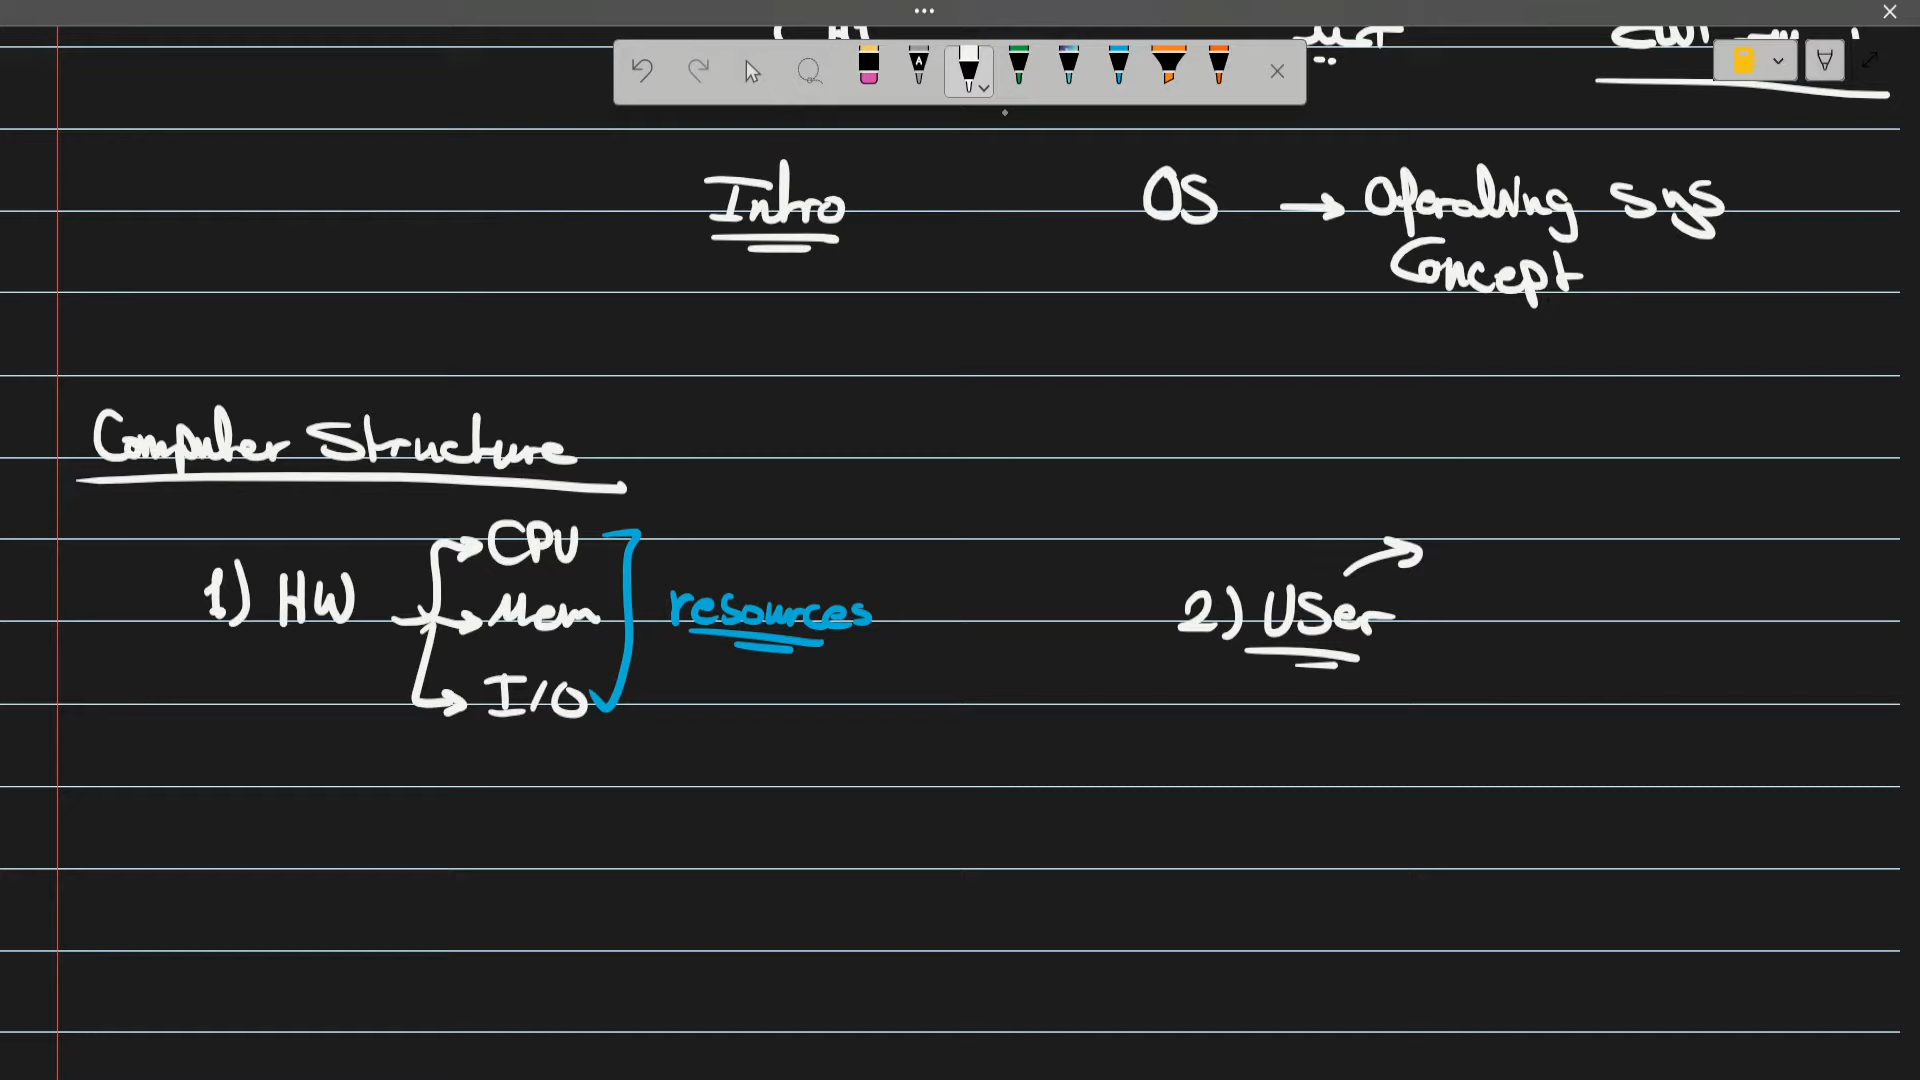 Intro
OS → Operating sys
Concept
Computer Structure
1) HW
CPU
Mem
I/O
resources
2) User